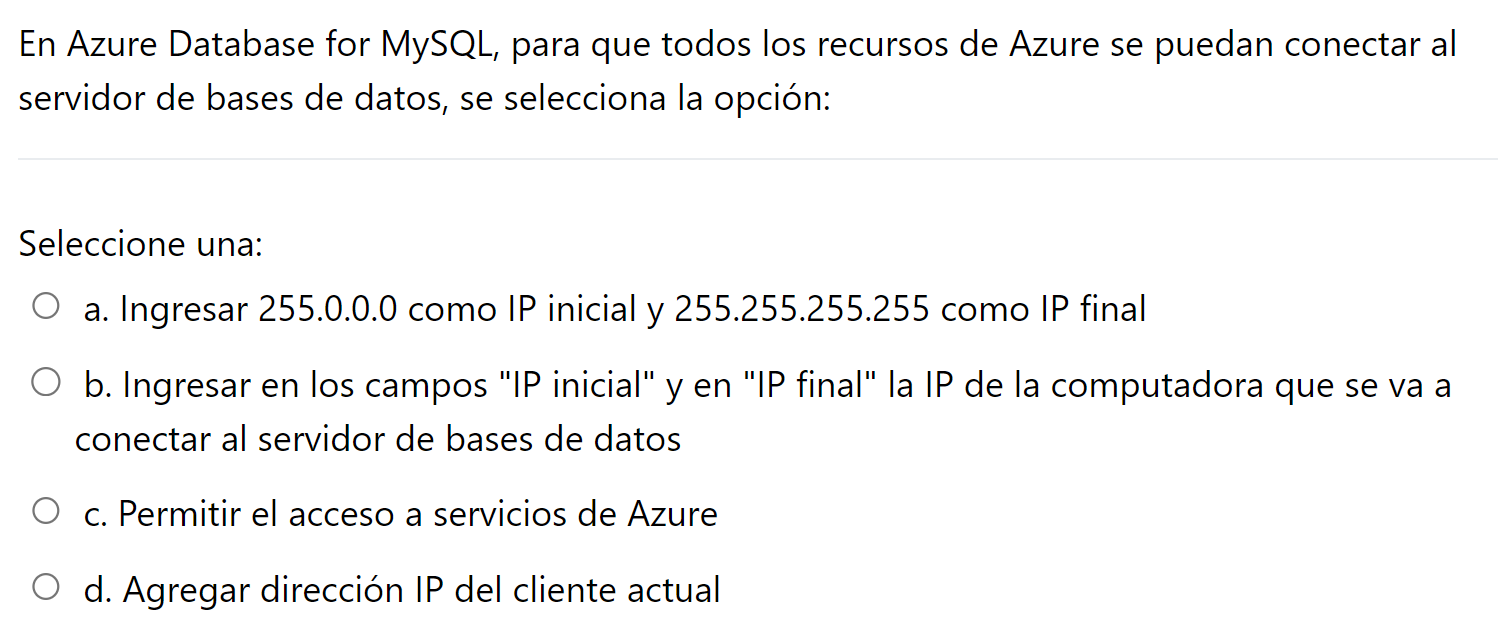 En Azure Database for MySQL, para que todos los recursos de Azure se puedan conectar al
servidor de bases de datos, se selecciona la opción:
Seleccione una:
a. Ingresar 255.0.0.0 como IP inicial y 255.255.255.255 como IP final
b. Ingresar en los campos "IP inicial" y en "IP final" la IP de la computadora que se va a
conectar al servidor de bases de datos
c. Permitir el acceso a servicios de Azure
d. Agregar dirección IP del cliente actual